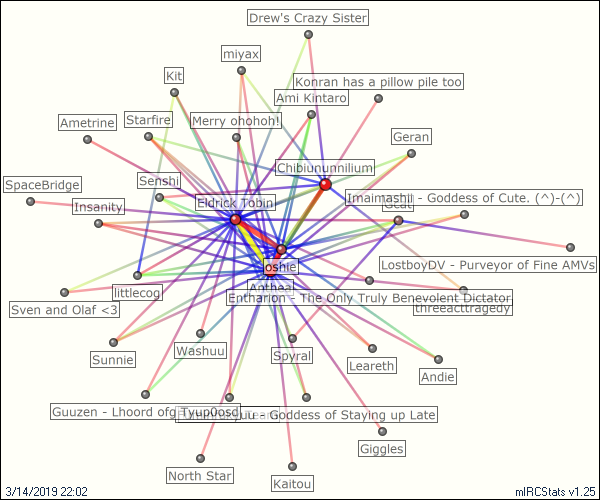 Drew's Crazy Sister
miyax
Kit
Konran has a pillow pile too
Ami Kintaro
Ametrine
Starfire
Merry ohohoh!
Geran
Chibiunumilium
SpaceBridge
Senshi
Imaimashii - Goddess of Cute. (^)-(^)
Insanity
Eldrick Tobin
Scat
oshie
LostboyDV - Purveyor of Fine AMVs
Anthea
littlecog
Entharion - The Only Truly Benevolent Dictator
Sven and Olaf <3
threeacttragedy
Sunnie
Washuu
Spyral
Leareth
Andie
Guuzen - Lhoord ofg Tyup0osd
- Goddess of Staying up Late
Giggles
North Star
Kaitou
3/14/2019 22:02
mIRCStats v1.25